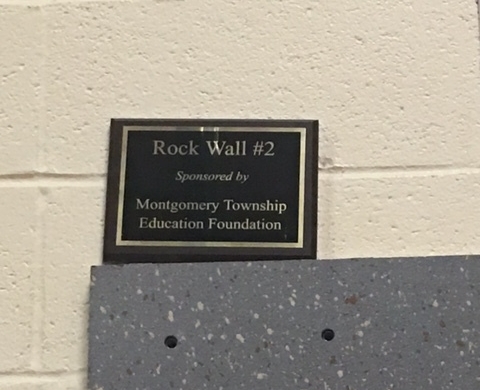 Rock Wall #2
Sponsored by
Montgomery Township
Education Foundation